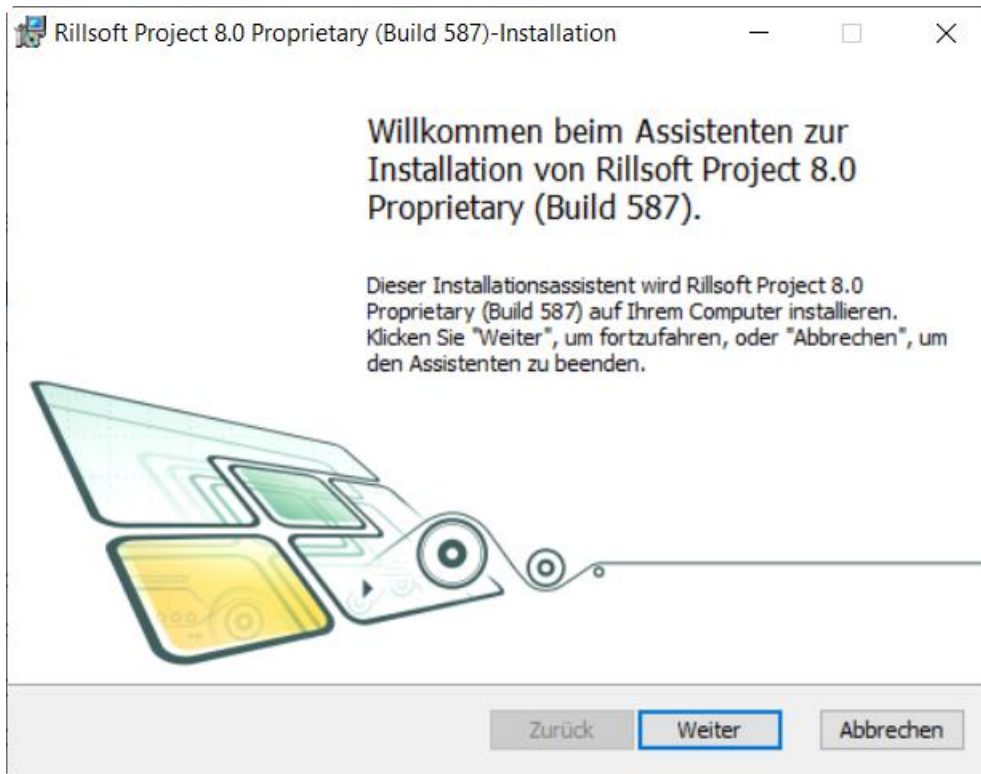 Rillsoft Project 8.0 Proprietary (Build 587)-Installation
Willkommen beim Assistenten zur
Installation von Rillsoft Project 8.0
Proprietary (Build 587).
Dieser Installationsassistent wird Rillsoft Project 8.0
Proprietary (Build 587) auf Ihrem Computer installieren.
Klicken Sie "Weiter", um fortzufahren, oder "Abbrechen", um
den Assistenten zu beenden.
Zurück Weiter Abbrechen